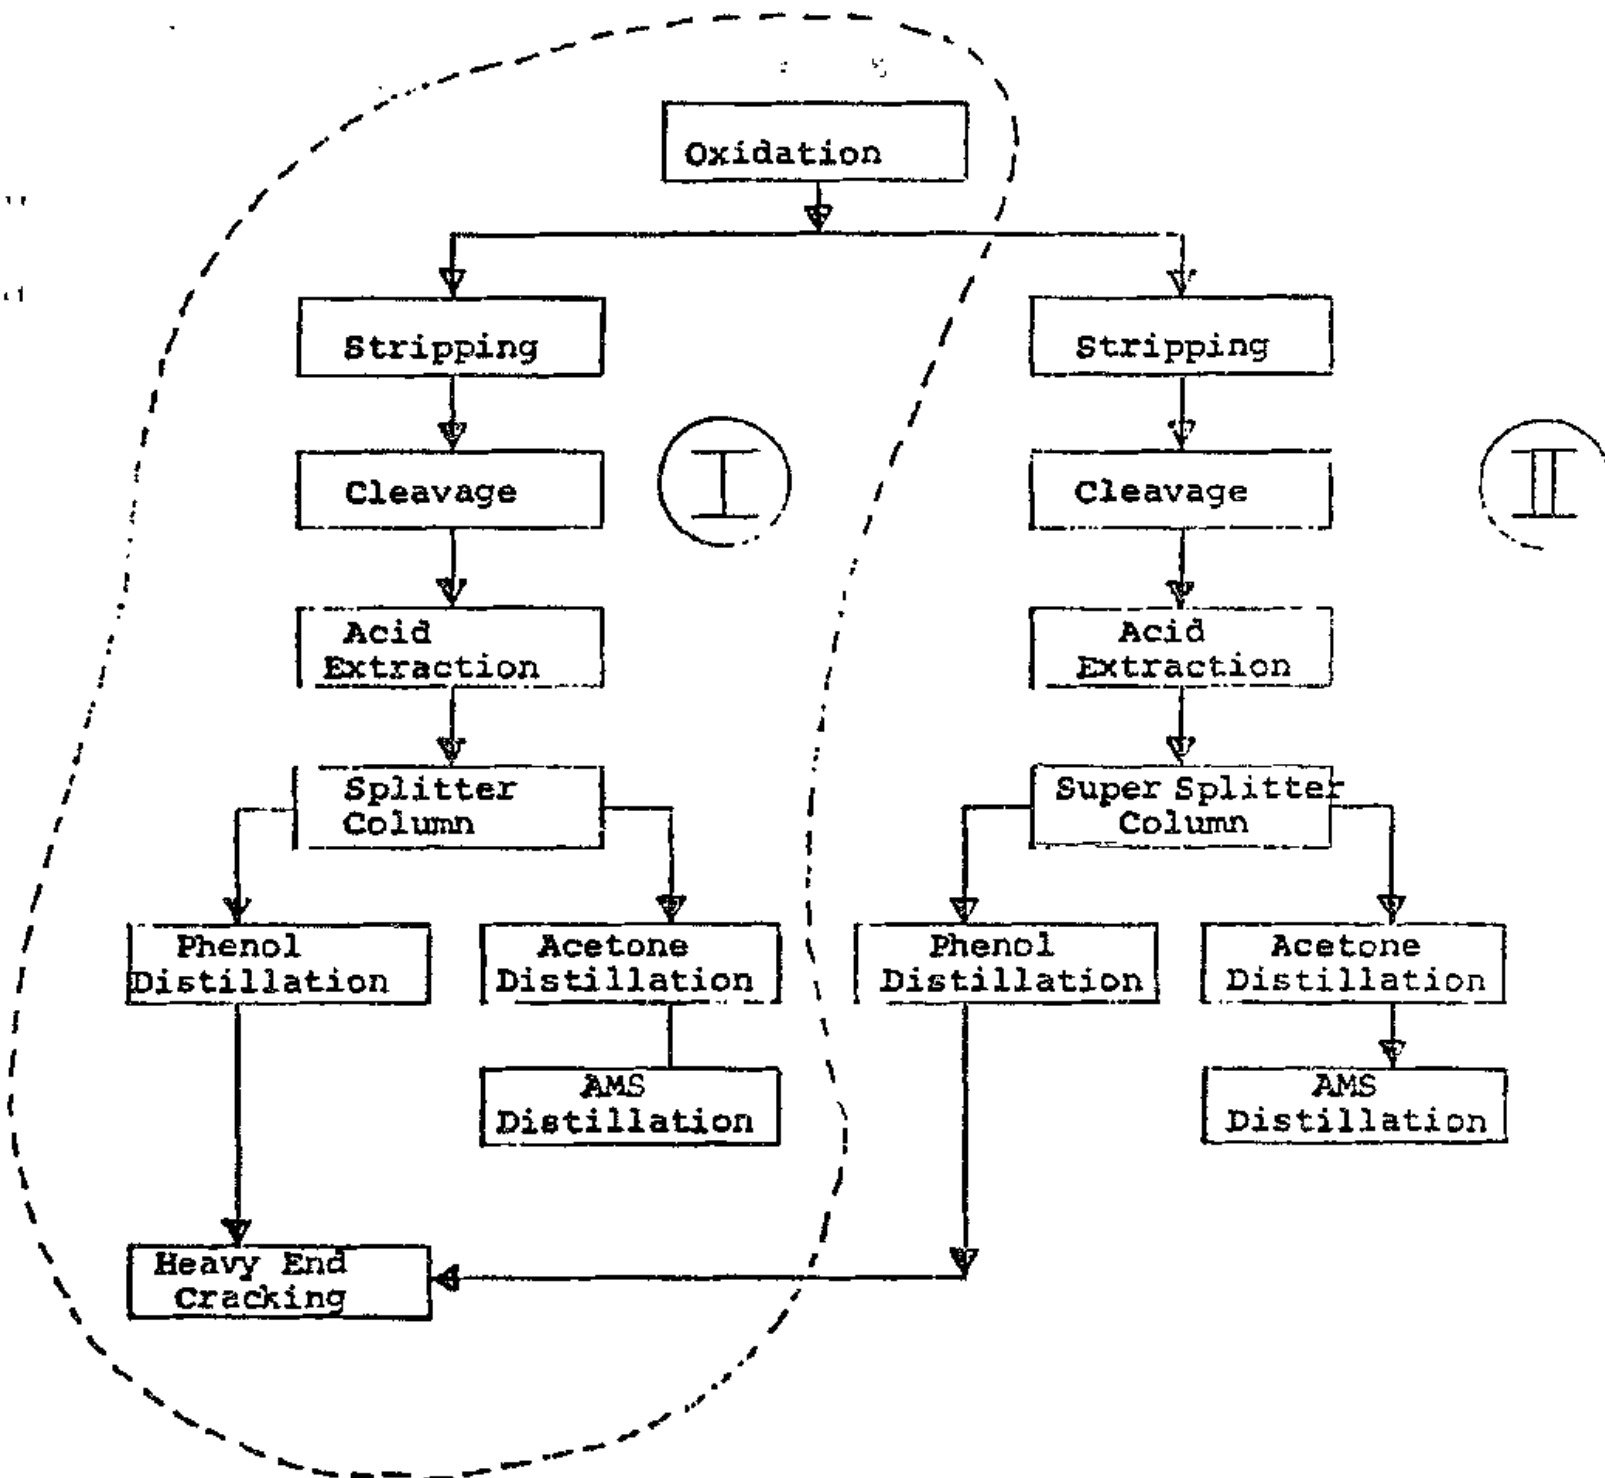 Oxidation
Stripping
Stripping
Cleavage
I
Cleavage
II
Acid
Extraction
Acid
Extraction
Splitter
Column
Super Splitter
Column
Phenol
Distillation
Acetone
Distillation
Phenol
Distillation
Acetone
Distillation
AMS
Distillation
AMS
Distillation
Heavy End
Cracking